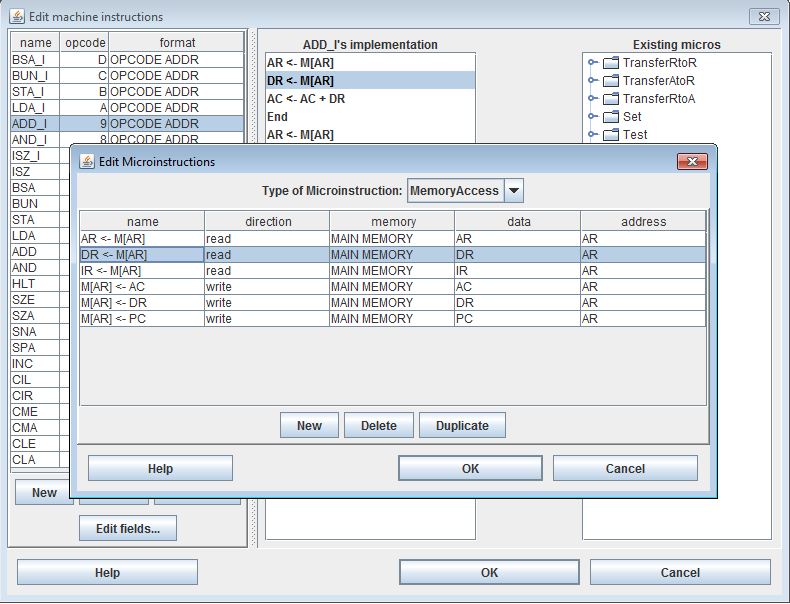 Edit machine instructions
name opcode format
BSA_I D OPCODE ADDR
BUN_I C OPCODE ADDR
STA_I B OPCODE ADDR
LDA_I A OPCODE ADDR
ADD_I 9 OPCODE ADDR
AND_I 8 OPCODE ADDR
ISZ_I
ISZ
BSA
BUN
STA
LDA
ADD
AND
HLT
SZE
SZA
SNA
SPA
INC
CIL
CIR
CME
CMA
CLE
CLA
New
Edit fields...
ADD_I's implementation
AR <- M[AR]
DR <- M[AR]
AC <- AC + DR
End
AR <- M[AR]
Existing micros
TransferRtoR
TransferAtoR
TransferRtoA
Set
Test
Edit Microinstructions
Type of Microinstruction: MemoryAccess
name direction memory data address
AR <- M[AR] read MAIN MEMORY AR AR
DR <- M[AR] read MAIN MEMORY DR AR
IR <- M[AR] read MAIN MEMORY IR AR
M[AR] <- AC write MAIN MEMORY AC AR
M[AR] <- DR write MAIN MEMORY DR AR
M[AR] <- PC write MAIN MEMORY PC AR
New Delete Duplicate
Help OK Cancel
Help OK Cancel